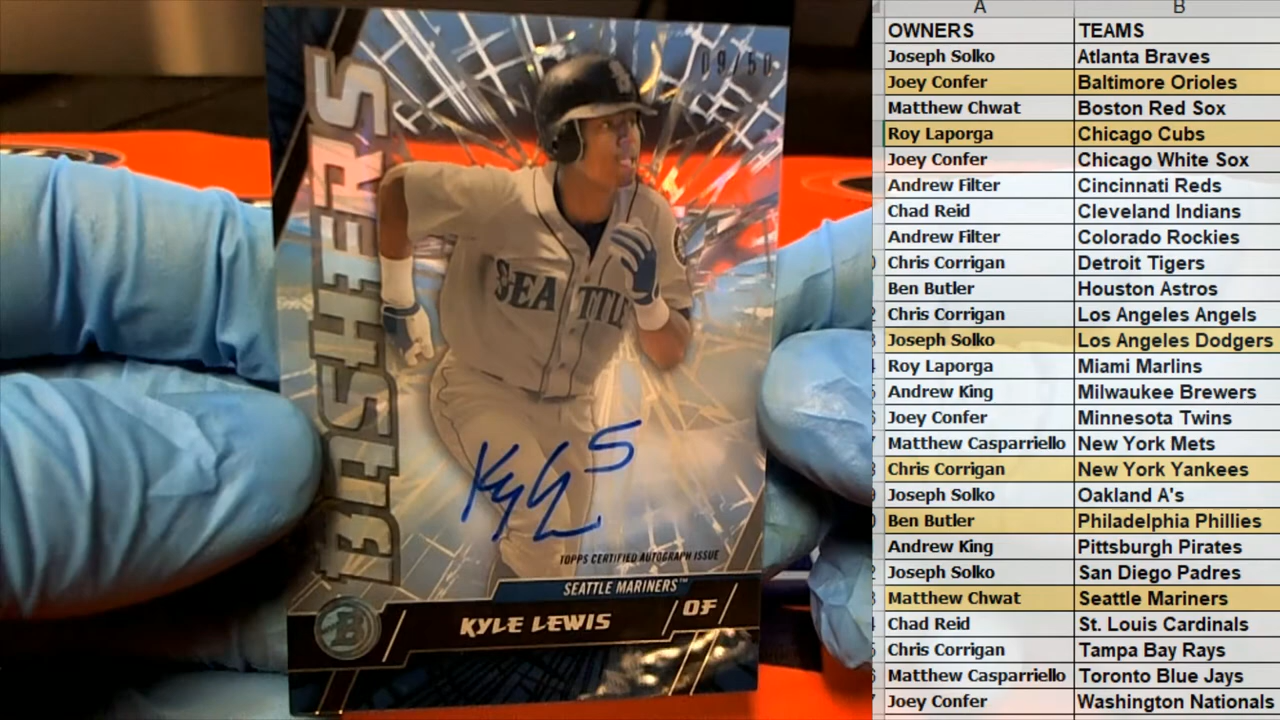 BASHERS
09/50
S
SEATTLE
Kyle 5
TOPPS CERTIFIED AUTOGRAPH ISSUE
SEATTLE MARINERS™
KYLE LEWIS / OF
B
A B
OWNERS TEAMS
Joseph Solko Atlanta Braves
Joey Confer Baltimore Orioles
Matthew Chwat Boston Red Sox
Roy Laporga Chicago Cubs
Joey Confer Chicago White Sox
Andrew Filter Cincinnati Reds
Chad Reid Cleveland Indians
Andrew Filter Colorado Rockies
Chris Corrigan Detroit Tigers
Ben Butler Houston Astros
Chris Corrigan Los Angeles Angels
Joseph Solko Los Angeles Dodgers
Roy Laporga Miami Marlins
Andrew King Milwaukee Brewers
Joey Confer Minnesota Twins
Matthew Casparriello New York Mets
Chris Corrigan New York Yankees
Joseph Solko Oakland A's
Ben Butler Philadelphia Phillies
Andrew King Pittsburgh Pirates
Joseph Solko San Diego Padres
Matthew Chwat Seattle Mariners
Chad Reid St. Louis Cardinals
Chris Corrigan Tampa Bay Rays
Matthew Casparriello Toronto Blue Jays
Joey Confer Washington Nationals